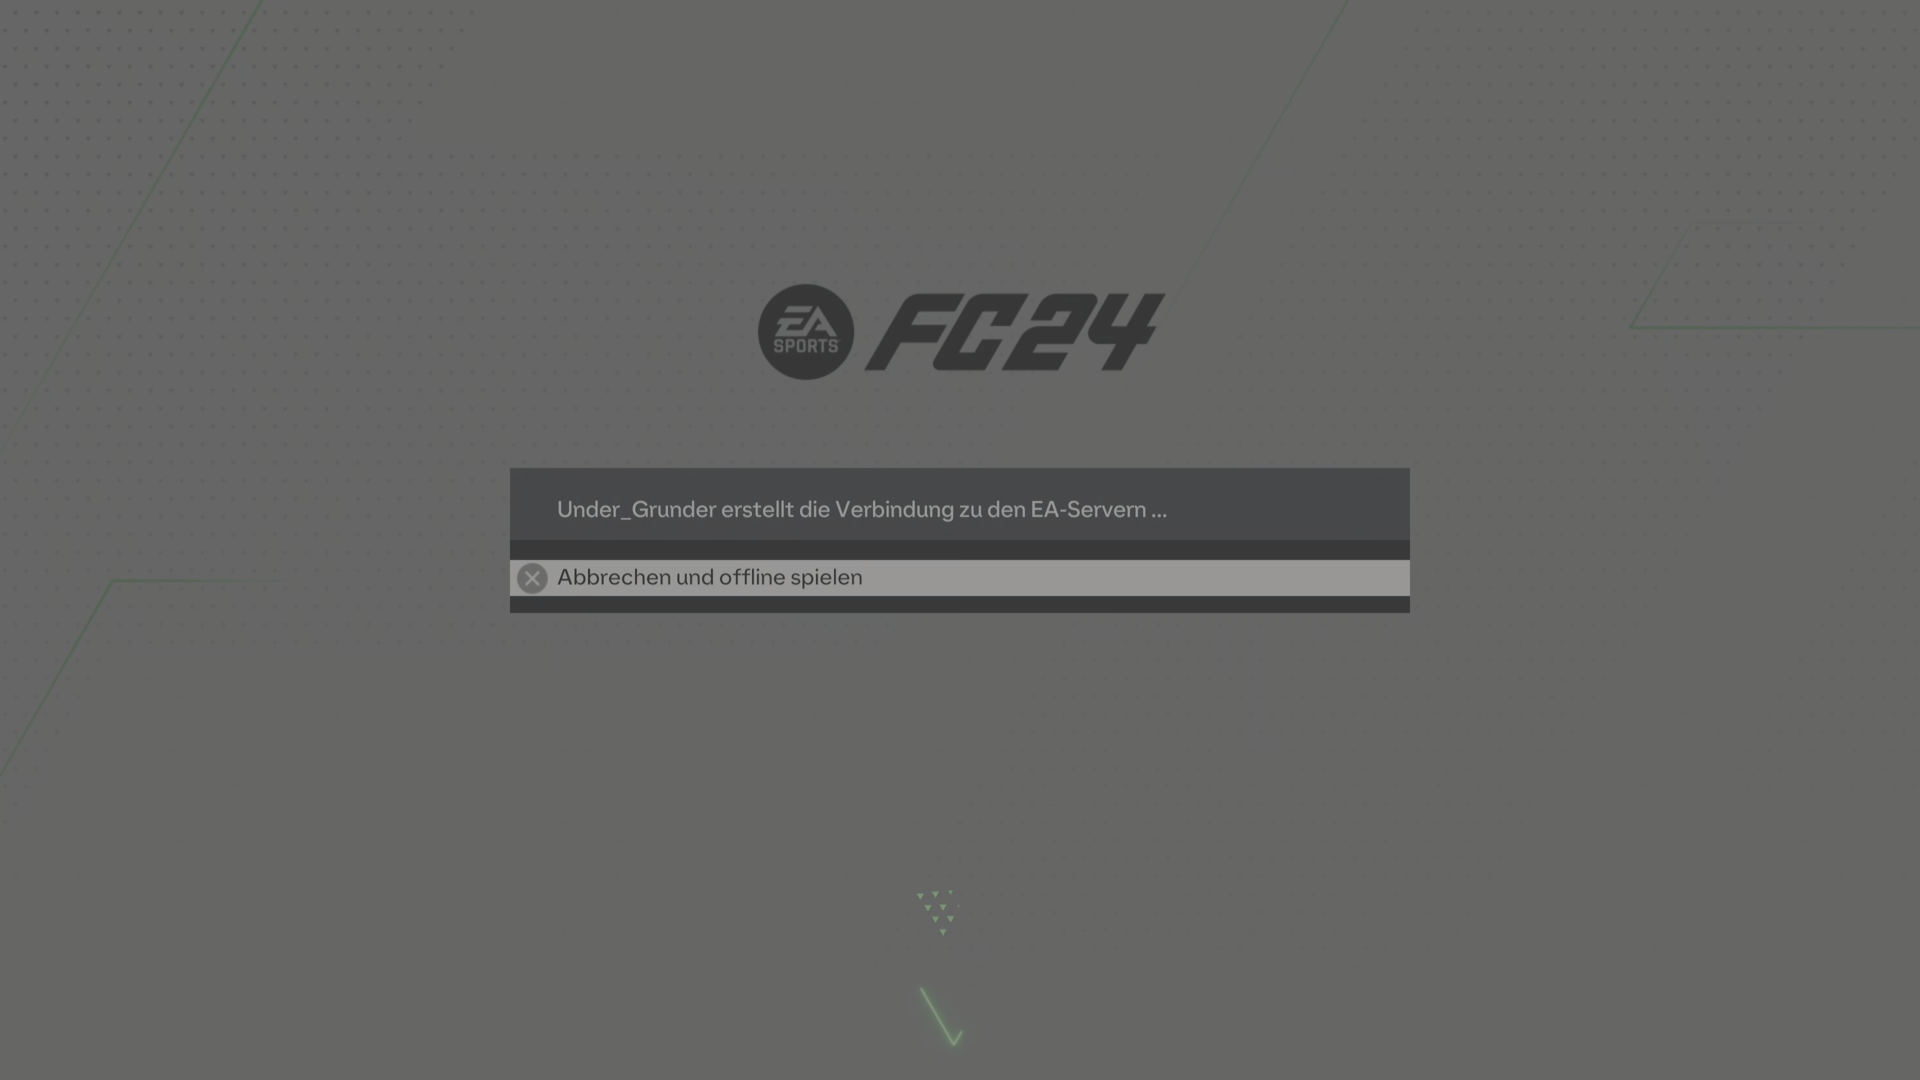 EA SPORTS FC24
Under_Grunder erstellt die Verbindung zu den EA-Servern ...
Abbrechen und offline spielen